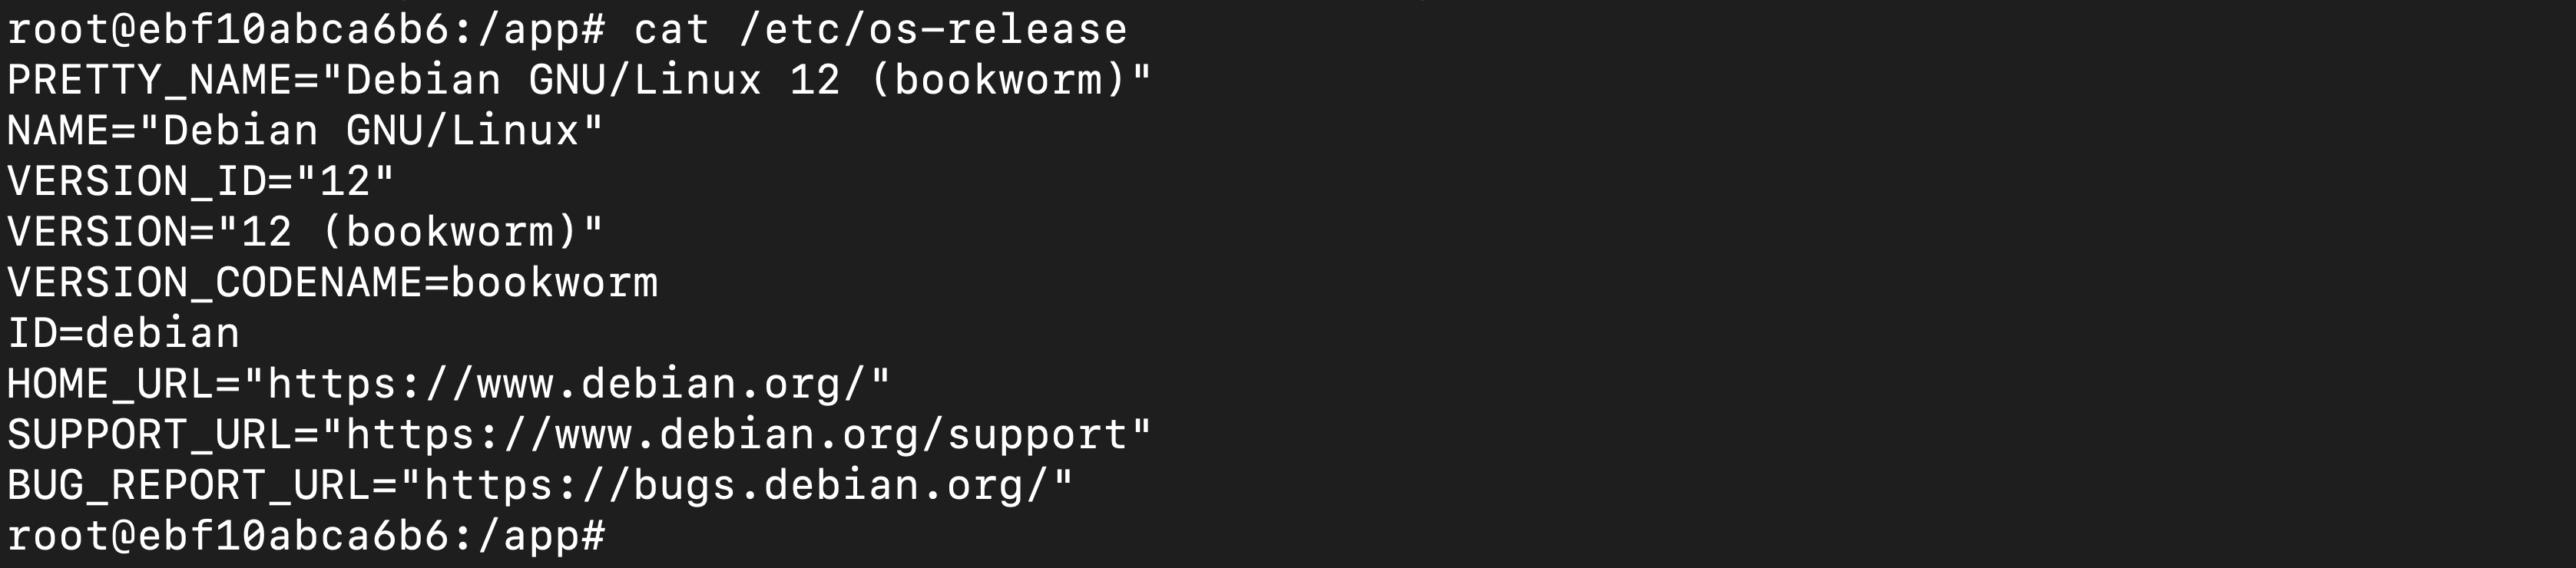 root@ebf10abca6b6:/app# cat /etc/os-release
PRETTY_NAME="Debian GNU/Linux 12 (bookworm)"
NAME="Debian GNU/Linux"
VERSION_ID="12"
VERSION="12 (bookworm)"
VERSION_CODENAME=bookworm
ID=debian
HOME_URL="https://www.debian.org/"
SUPPORT_URL="https://www.debian.org/support"
BUG_REPORT_URL="https://bugs.debian.org/"
root@ebf10abca6b6:/app#